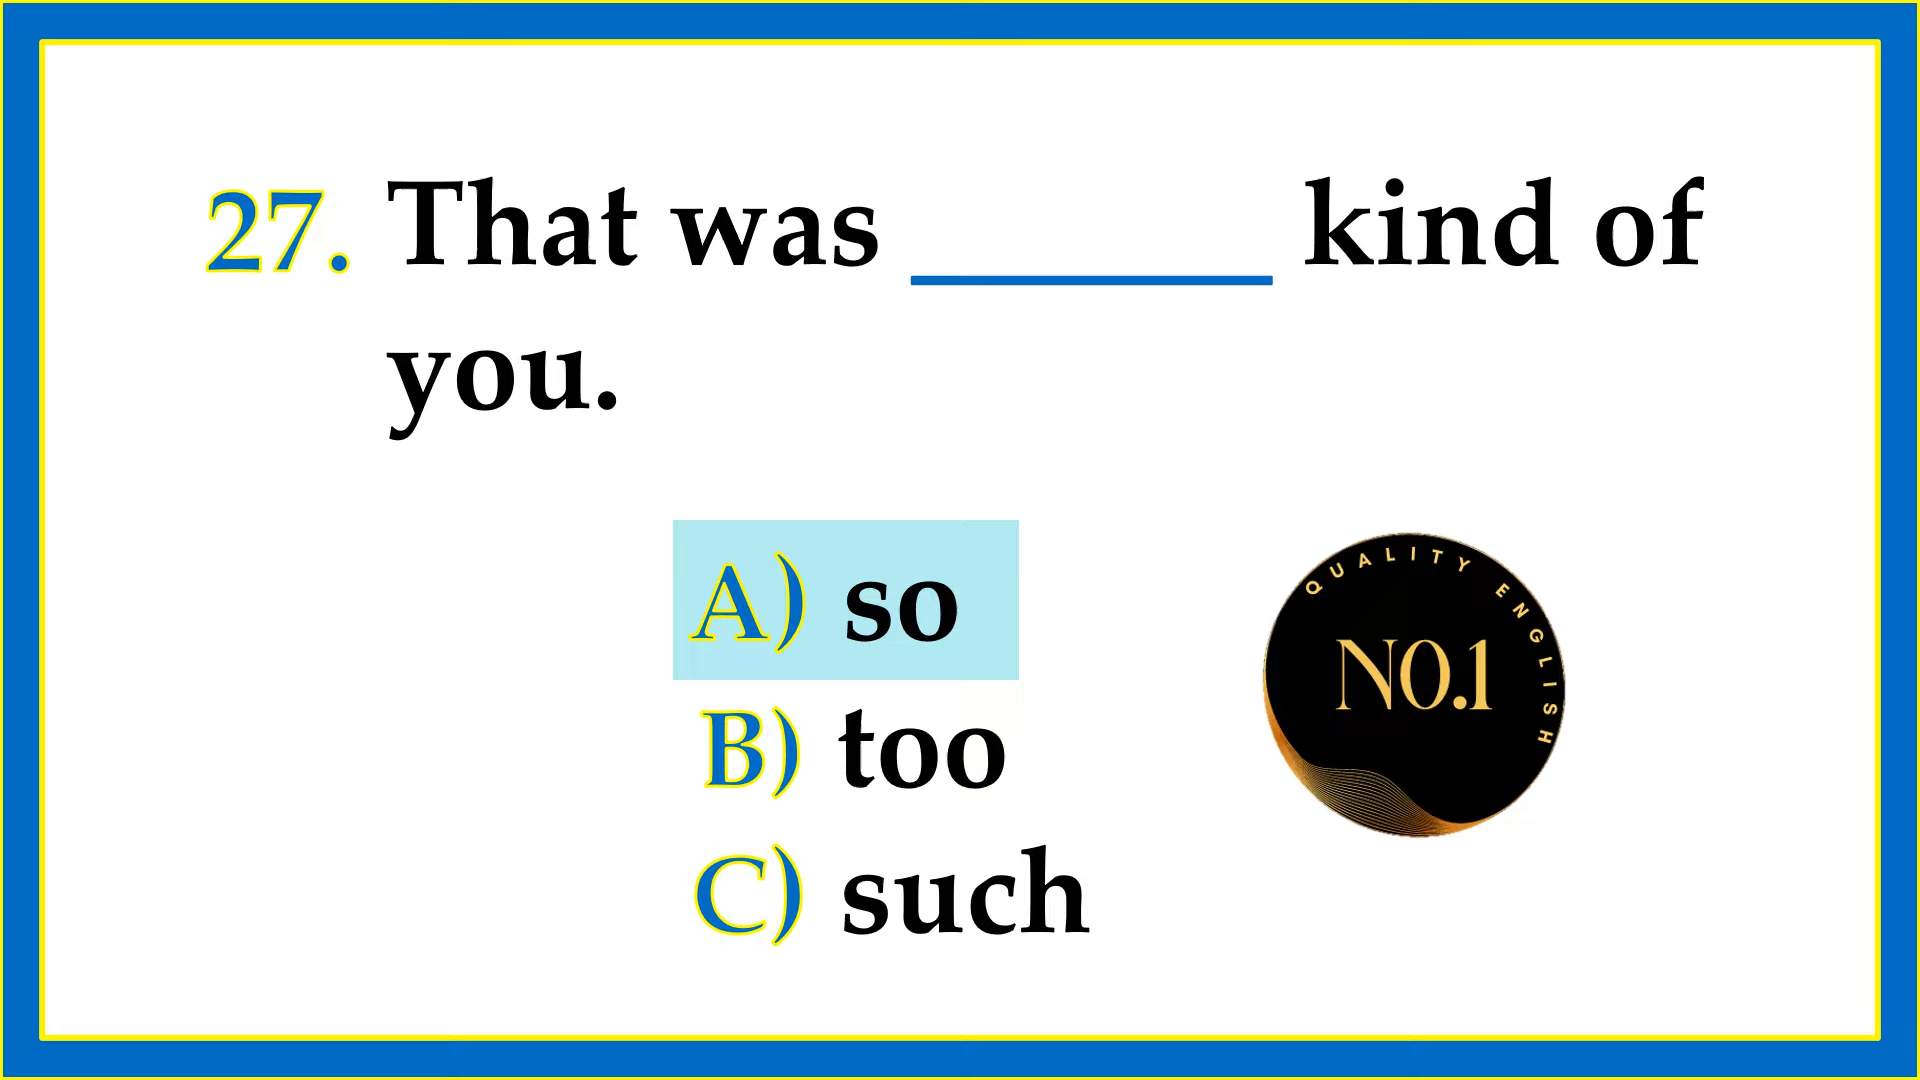 27. That was ______ kind of
you.
A) so
B) too
C) such
QUALITY ENGLISH
NO.1